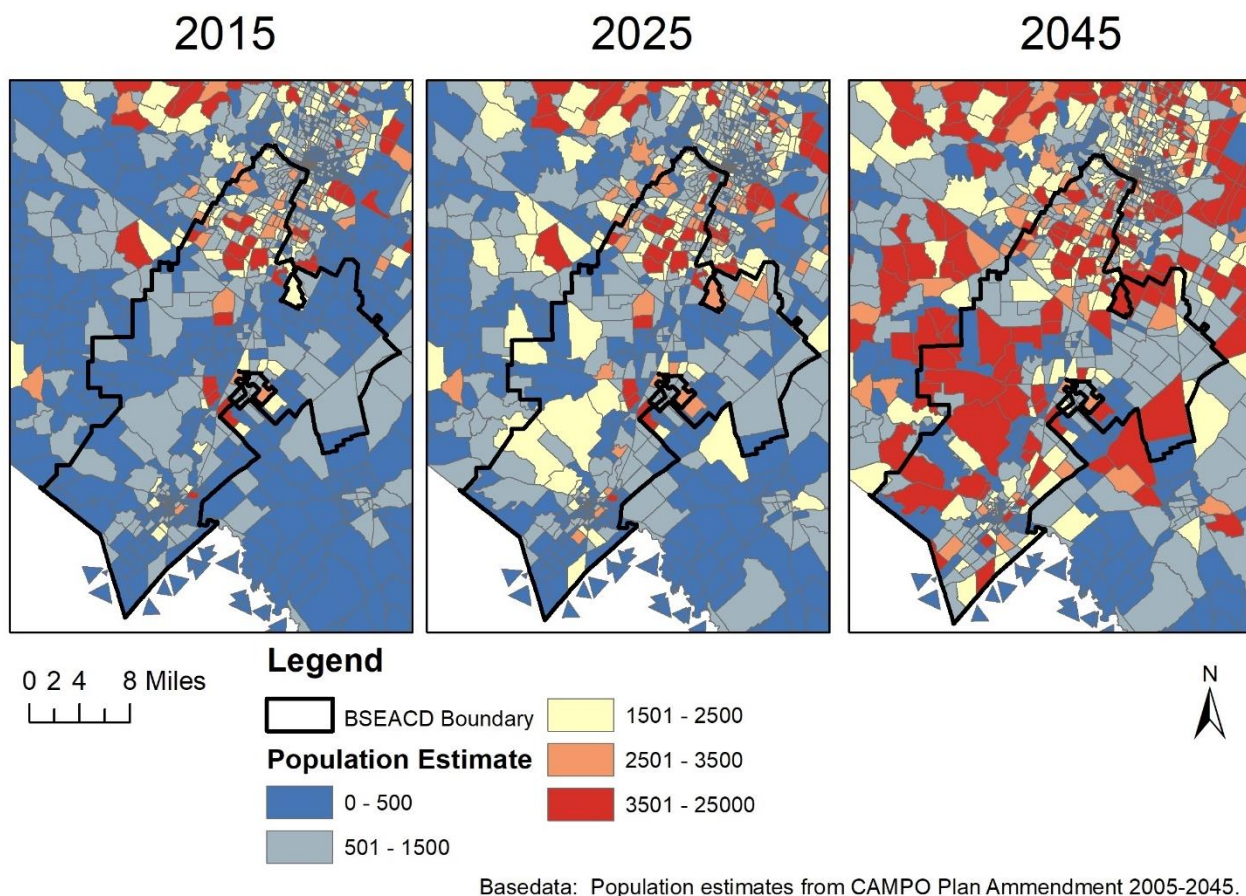 2015
2025
2045
0 2 4 8 Miles
Legend
BSEACD Boundary
Population Estimate
0 - 500
501 - 1500
1501 - 2500
2501 - 3500
3501 - 25000
N
Basedata: Population estimates from CAMPO Plan Ammendment 2005-2045.